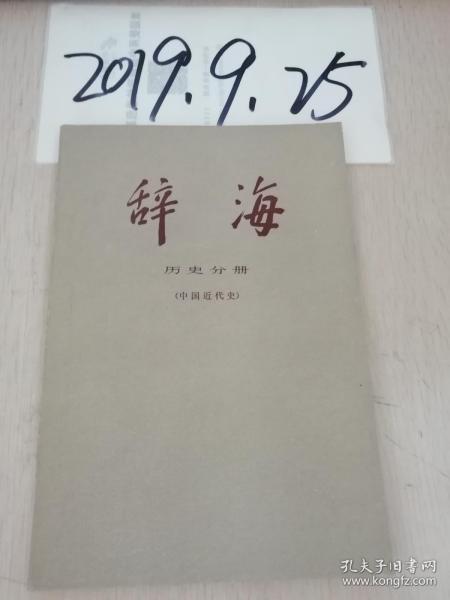 2019.9.25
辞海
历史分册
(中国近代史)
孔夫子旧书网
www.kongfz.com